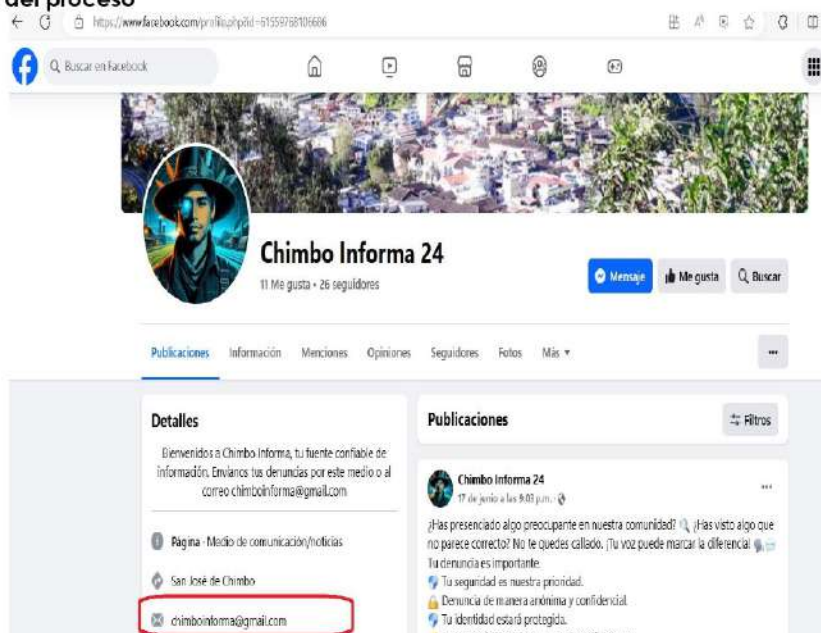 del proceso
https://www.facebook.com/profile.php?id=61559768106686
Buscar en Facebook
Chimbo Informa 24
11 Me gusta • 26 seguidores
Mensaje
Me gusta
Buscar
Publicaciones Información Menciones Opiniones Seguidores Fotos Más
Detalles
Bienvenidos a Chimbo Informa, tu fuente confiable de
información. Envianos tus denuncias por este medio o al
correo chimboinforma@gmail.com
Página · Medio de comunicación/noticias
San José de Chimbo
chimboinforma@gmail.com
Publicaciones
Filtros
Chimbo Informa 24
17 de junio a las 9:03 p.m. ·
¿Has presenciado algo preocupante en nuestra comunidad? ¿Has visto algo que
no parece correcto? No te quedes callado. ¡Tu voz puede marcar la diferencia!
Tu denuncia es importante.
Tu seguridad es nuestra prioridad.
Denuncia de manera anónima y confidencial.
Tu identidad estará protegida.